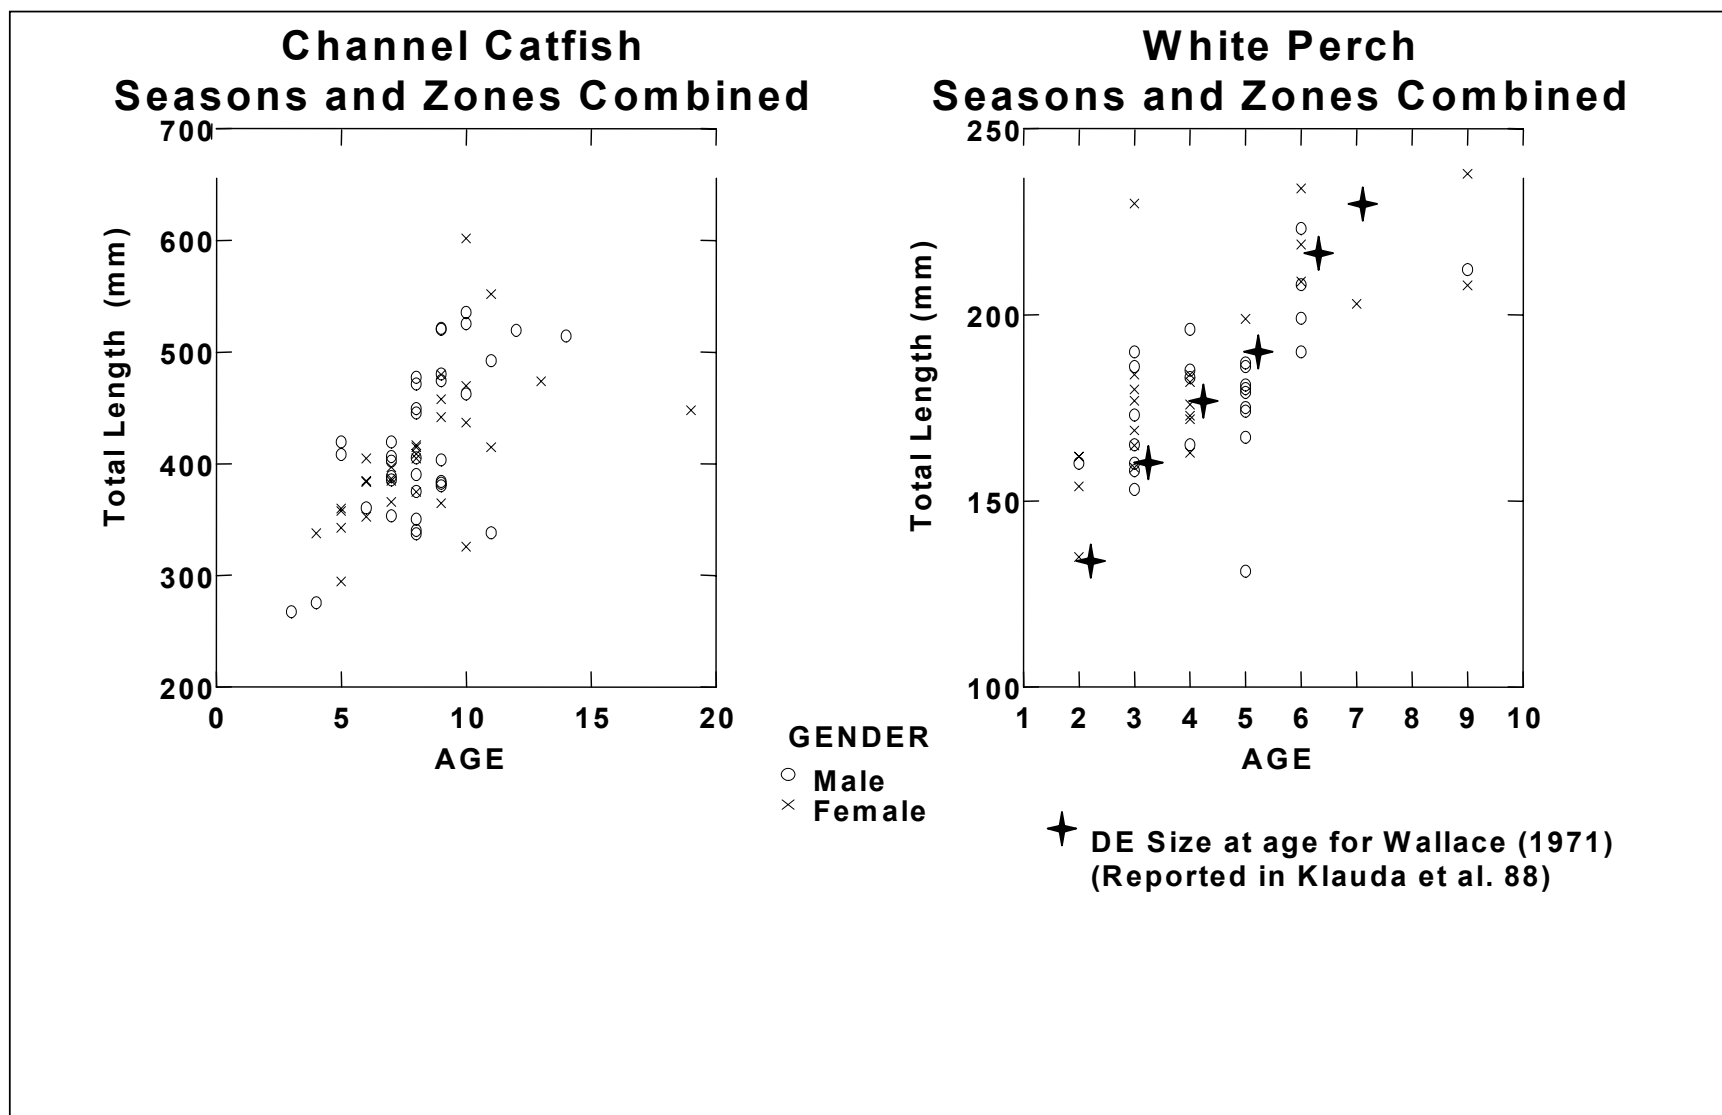 Channel Catfish
Seasons and Zones Combined
700
600
500
400
300
200
Total Length (mm)
0 5 10 15 20
AGE
White Perch
Seasons and Zones Combined
250
200
150
100
Total Length (mm)
1 2 3 4 5 6 7 8 9 10
AGE
GENDER
Male
Female
DE Size at age for Wallace (1971)
(Reported in Klauda et al. 88)